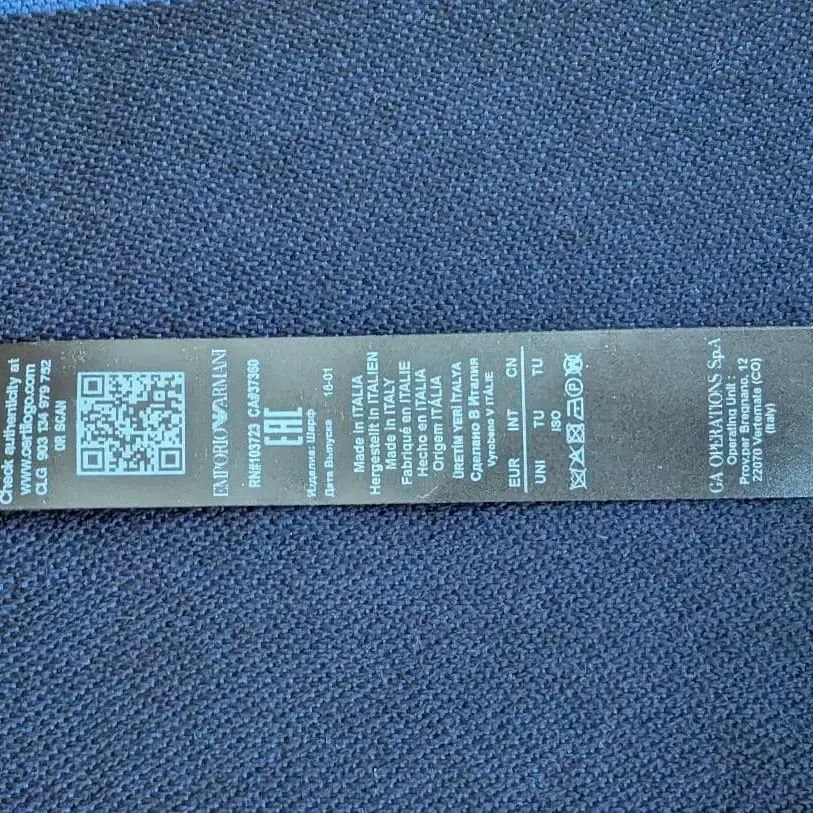 Check authenticity at
www.certilogo.com
CLG 903 134 979 752
OR SCAN
EMPORIO ARMANI
RN#103723 CA#37360
EAC
Изделие: Шарф
Дата Выпуска 18-01
Made in ITALIA
Hergestellt in ITALIEN
Made in ITALY
Fabriqué en ITALIE
Hecho en ITALIA
Origem ITÁLIA
ÜRETİM YERİ İTALYA
Сделано В Италия
Vyrobeno V ITÁLIE
EUR INT CN
UNI TU TU
ISO
GA OPERATIONS S.p.A
Operating Unit :
Prov.per Bregnano, 12
22070 Vertemate (CO)
(Italy)